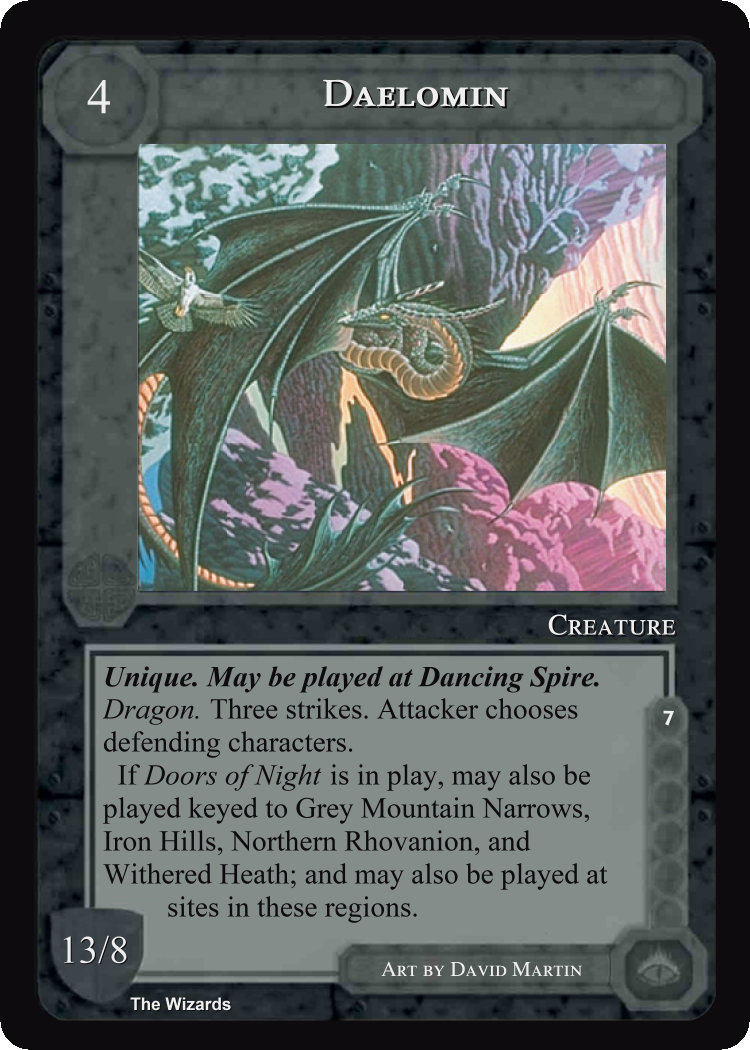 4
Daelomin
Creature
Unique. May be played at Dancing Spire.
Dragon. Three strikes. Attacker chooses
defending characters.
If Doors of Night is in play, may also be
played keyed to Grey Mountain Narrows,
Iron Hills, Northern Rhovanion, and
Withered Heath; and may also be played at
sites in these regions.
7
13/8
Art by David Martin
The Wizards